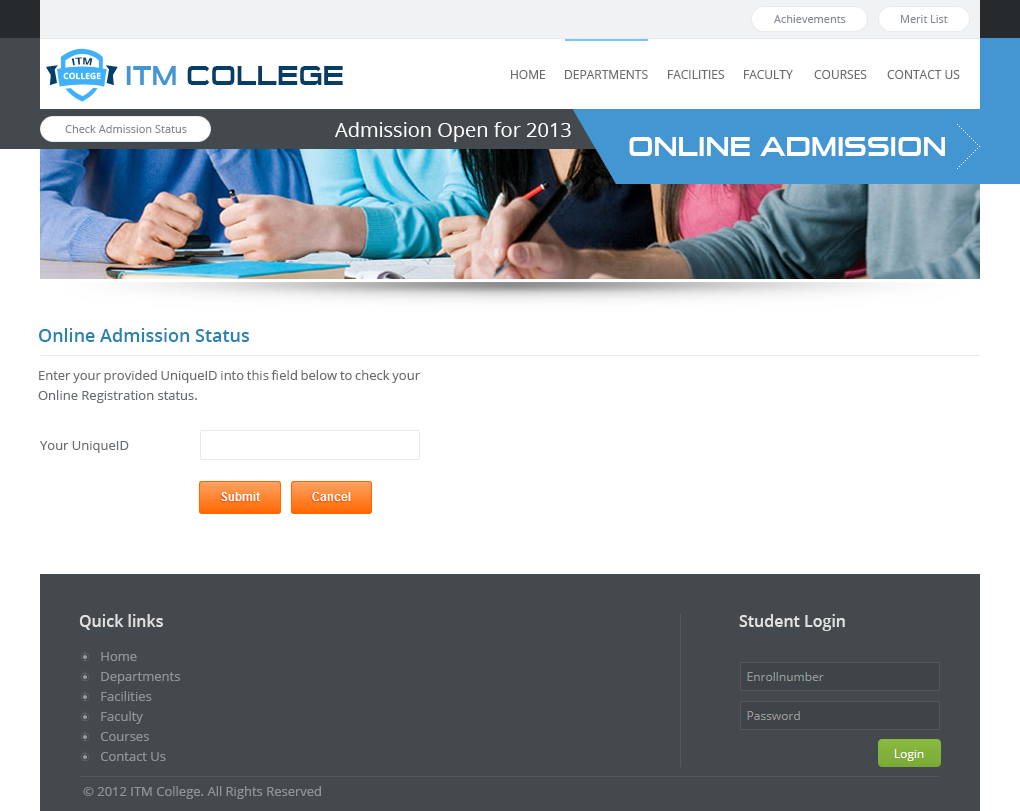 Achievements
Merit List
ITM
COLLEGE
ITM COLLEGE
HOME
DEPARTMENTS
FACILITIES
FACULTY
COURSES
CONTACT US
Check Admission Status
Admission Open for 2013
ONLINE ADMISSION
Online Admission Status
Enter your provided UniqueID into this field below to check your
Online Registration status.
Your UniqueID
Submit
Cancel
Quick links
Home
Departments
Facilities
Faculty
Courses
Contact Us
Student Login
Enrollnumber
Password
Login
© 2012 ITM College. All Rights Reserved